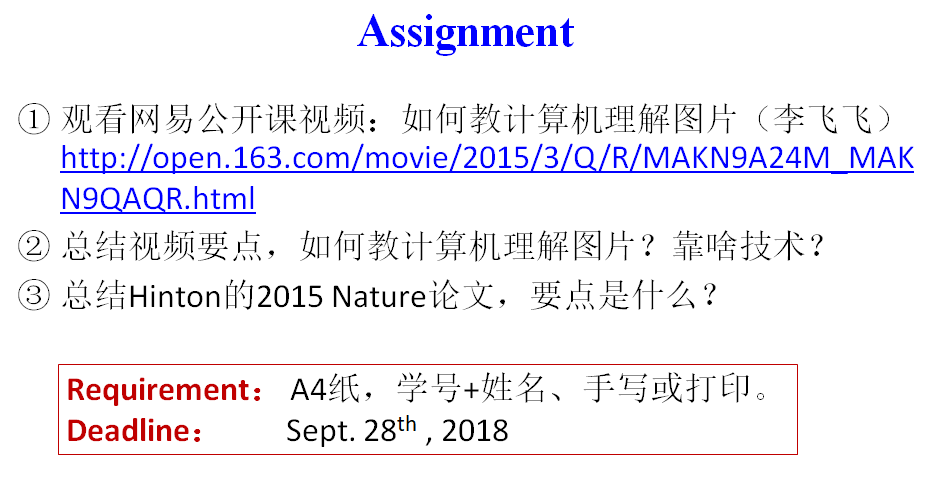 Assignment
① 观看网易公开课视频：如何教计算机理解图片（李飞飞）
http://open.163.com/movie/2015/3/Q/R/MAKN9A24M_MAK
N9QAQR.html
② 总结视频要点，如何教计算机理解图片？靠啥技术？
③ 总结Hinton的2015 Nature论文，要点是什么？
Requirement： A4纸，学号+姓名、手写或打印。
Deadline： Sept. 28th , 2018